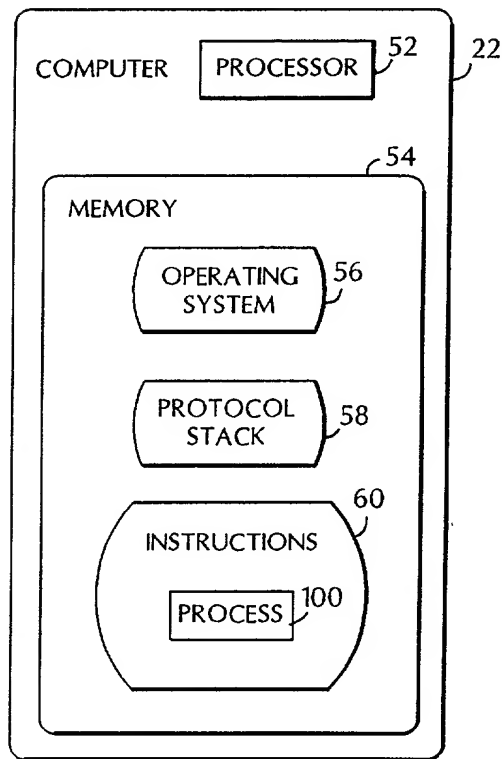 COMPUTER
PROCESSOR
52
22
54
MEMORY
OPERATING
SYSTEM
56
PROTOCOL
STACK
58
60
INSTRUCTIONS
PROCESS
100